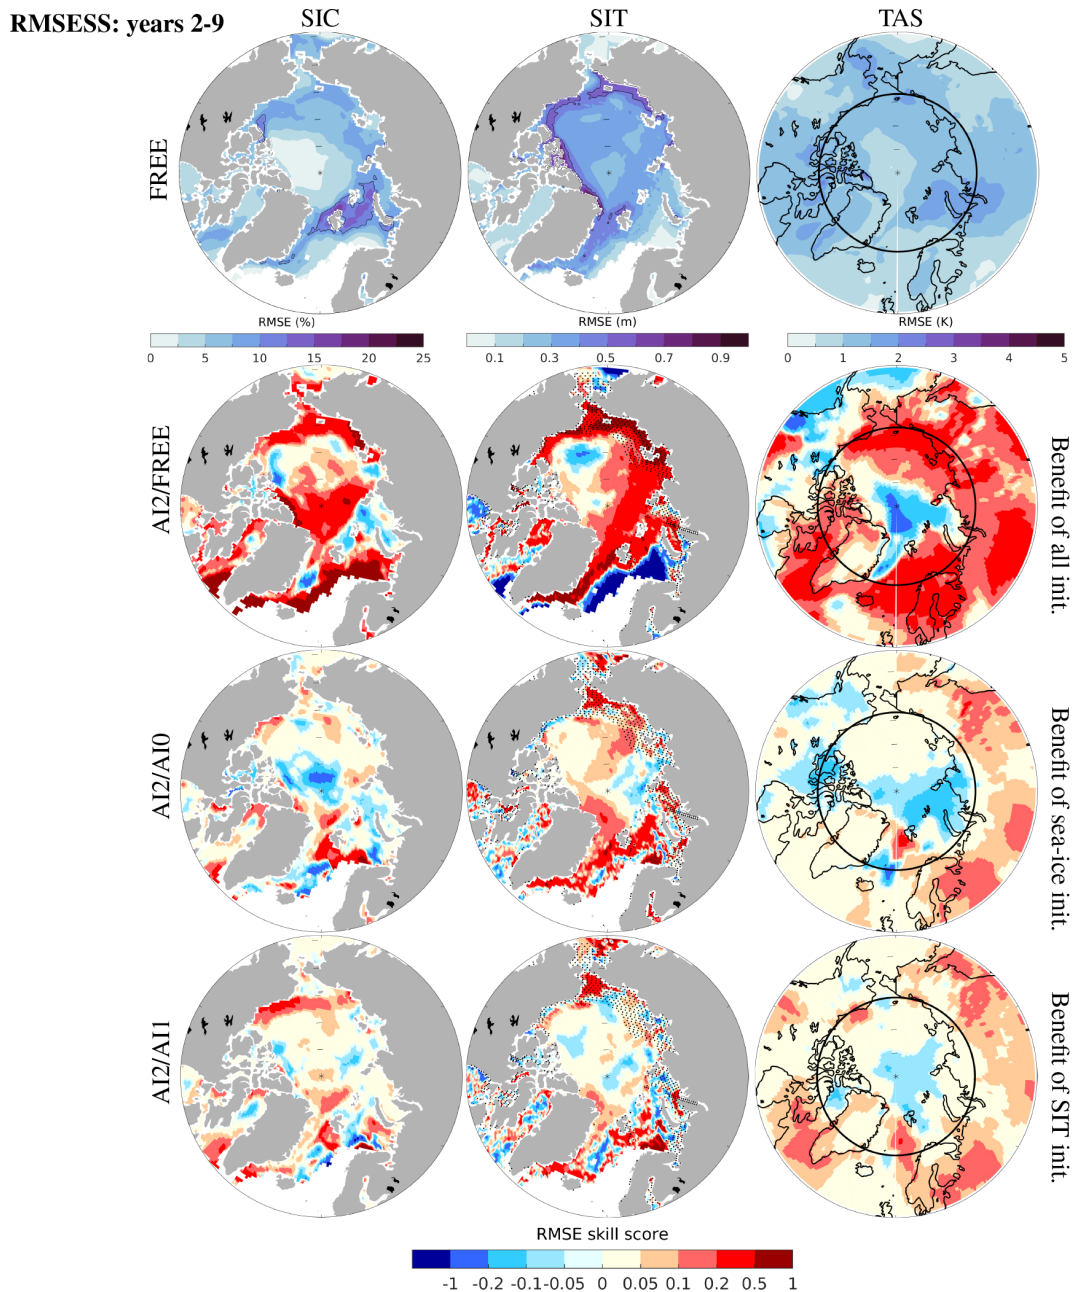 RMSESS: years 2-9
SIC SIT TAS
FREE
RMSE (%) RMSE (m) RMSE (K)
0 5 10 15 20 25 0.1 0.3 0.5 0.7 0.9 0 1 2 3 4 5
AI2/FREE
Benefit of all init.
AI2/AI0
Benefit of sea-ice init.
AI2/AI1
Benefit of SIT init.
RMSE skill score
-1 -0.2 -0.1 -0.05 0 0.05 0.1 0.2 0.5 1